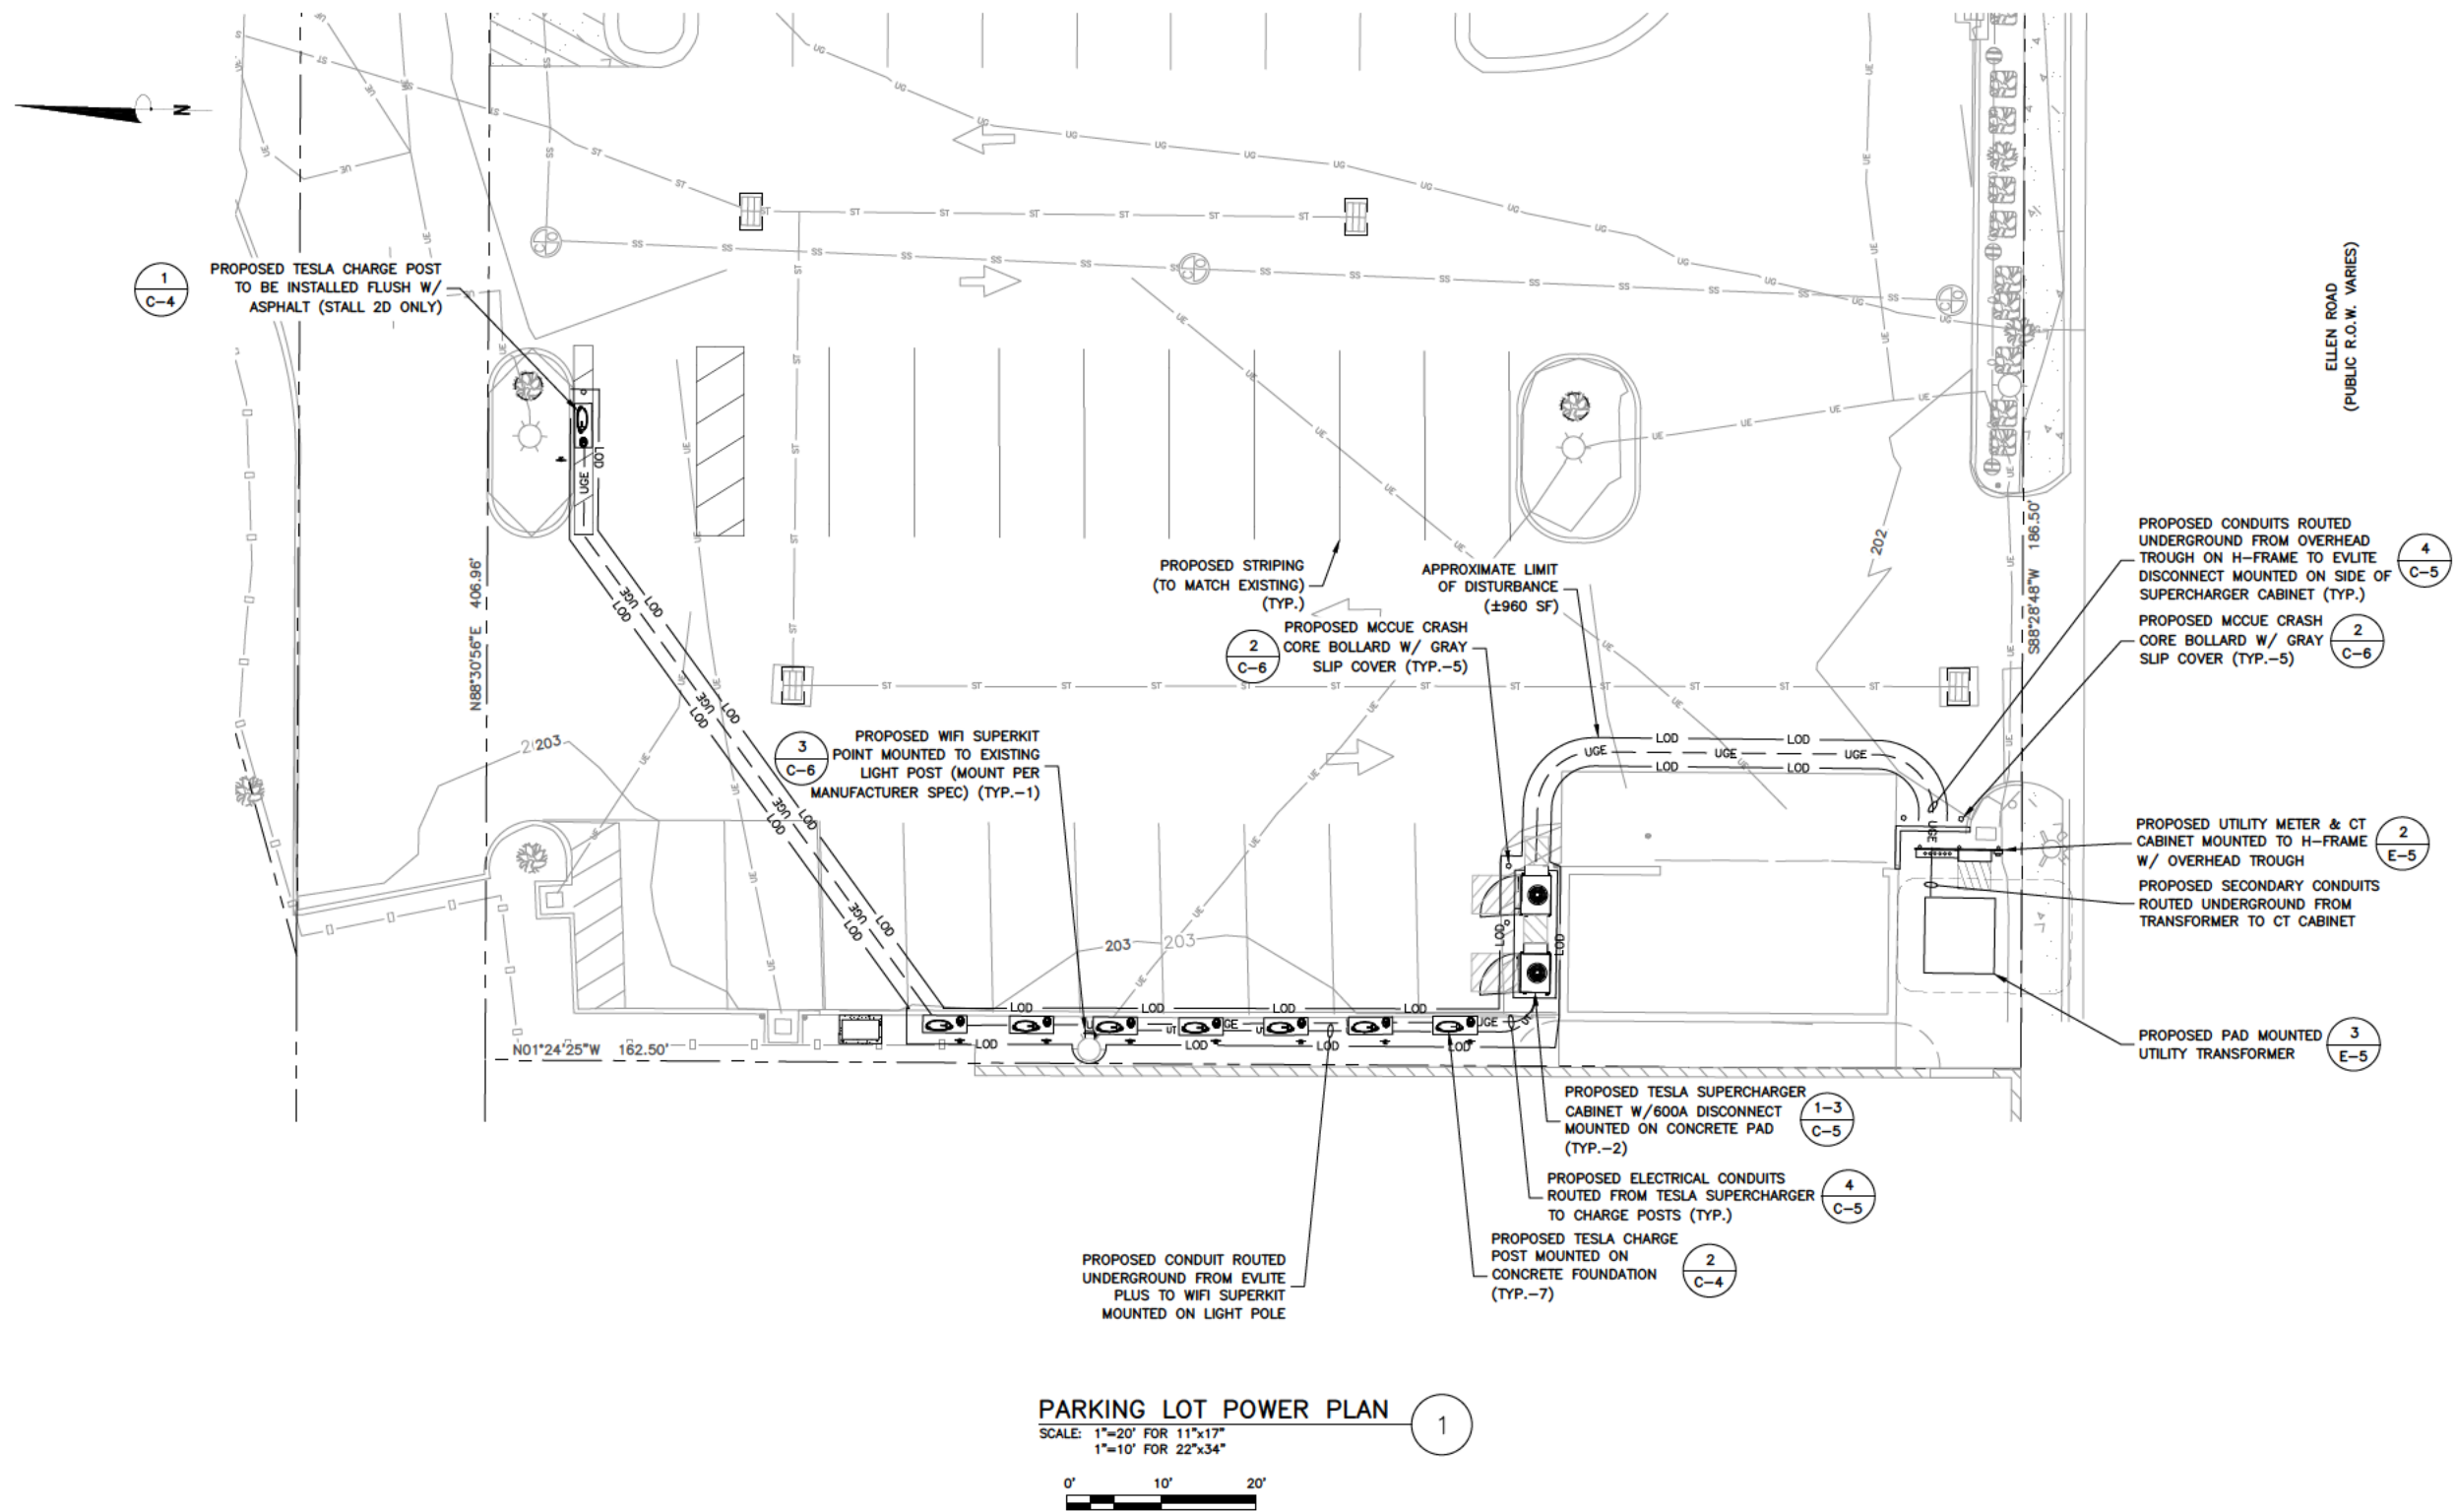 N
1
C-4
PROPOSED TESLA CHARGE POST
TO BE INSTALLED FLUSH W/
ASPHALT (STALL 2D ONLY)
ELLEN ROAD
(PUBLIC R.O.W. VARIES)
N88°30'56"E 406.96'
S88°28'48"W 186.50'
202
PROPOSED CONDUITS ROUTED
UNDERGROUND FROM OVERHEAD
TROUGH ON H-FRAME TO EVLITE
DISCONNECT MOUNTED ON SIDE OF
SUPERCHARGER CABINET (TYP.)
4
C-5
PROPOSED STRIPING
(TO MATCH EXISTING)
(TYP.)
APPROXIMATE LIMIT
OF DISTURBANCE
(±960 SF)
2
C-6
PROPOSED MCCUE CRASH
CORE BOLLARD W/ GRAY
SLIP COVER (TYP.-5)
PROPOSED MCCUE CRASH
CORE BOLLARD W/ GRAY
SLIP COVER (TYP.-5)
2
C-6
3
C-6
PROPOSED WIFI SUPERKIT
POINT MOUNTED TO EXISTING
LIGHT POST (MOUNT PER
MANUFACTURER SPEC) (TYP.-1)
203
PROPOSED UTILITY METER & CT
CABINET MOUNTED TO H-FRAME
W/ OVERHEAD TROUGH
2
E-5
PROPOSED SECONDARY CONDUITS
ROUTED UNDERGROUND FROM
TRANSFORMER TO CT CABINET
203
203
PROPOSED PAD MOUNTED
UTILITY TRANSFORMER
3
E-5
N01°24'25"W 162.50'
UGE
LOD
UE
ST
SS
UG
PROPOSED TESLA SUPERCHARGER
CABINET W/600A DISCONNECT
MOUNTED ON CONCRETE PAD
(TYP.-2)
1-3
C-5
PROPOSED ELECTRICAL CONDUITS
ROUTED FROM TESLA SUPERCHARGER
TO CHARGE POSTS (TYP.)
4
C-5
PROPOSED TESLA CHARGE
POST MOUNTED ON
CONCRETE FOUNDATION
(TYP.-7)
2
C-4
PROPOSED CONDUIT ROUTED
UNDERGROUND FROM EVLITE
PLUS TO WIFI SUPERKIT
MOUNTED ON LIGHT POLE
PARKING LOT POWER PLAN
1
SCALE: 1"=20' FOR 11"x17"
1"=10' FOR 22"x34"
0' 10' 20'